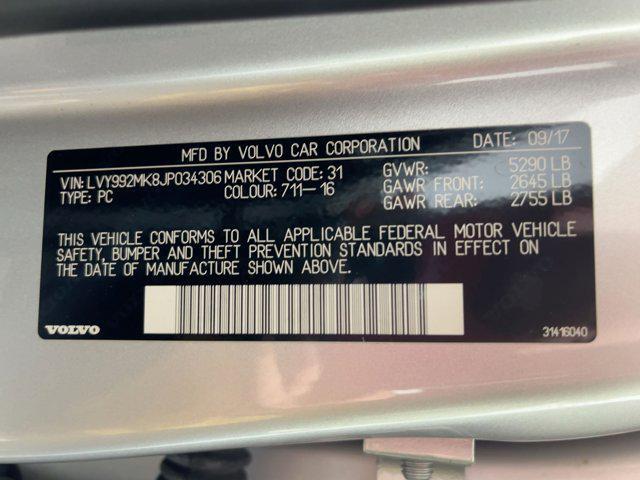 MFD BY VOLVO CAR CORPORATION DATE: 09/17
VIN: LVY992MK8JP034306 MARKET CODE: 31 GVWR: 5290 LB
TYPE: PC COLOUR: 711-16 GAWR FRONT: 2645 LB
GAWR REAR: 2755 LB
THIS VEHICLE CONFORMS TO ALL APPLICABLE FEDERAL MOTOR VEHICLE
SAFETY, BUMPER AND THEFT PREVENTION STANDARDS IN EFFECT ON
THE DATE OF MANUFACTURE SHOWN ABOVE.
VOLVO 31416040